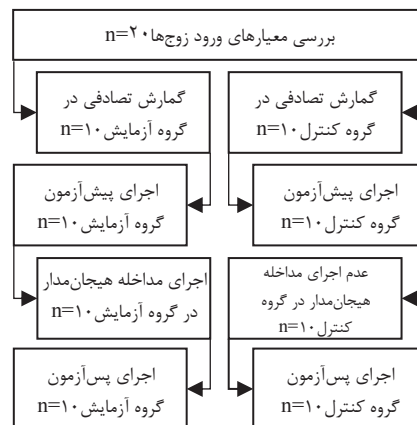 بررسی معیارهای ورود زوج‌ها n=۲۰
گمارش تصادفی در
گروه کنترل n=۱۰
گمارش تصادفی در
گروه آزمایش n=۱۰
اجرای پیش‌آزمون
گروه کنترل n=۱۰
اجرای پیش‌آزمون
گروه آزمایش n=۱۰
عدم اجرای مداخله
هیجان‌مدار در گروه
کنترل n=۱۰
اجرای مداخله هیجان‌مدار
در گروه آزمایش n=۱۰
اجرای پس‌آزمون
گروه کنترل n=۱۰
اجرای پس‌آزمون
گروه آزمایش n=۱۰